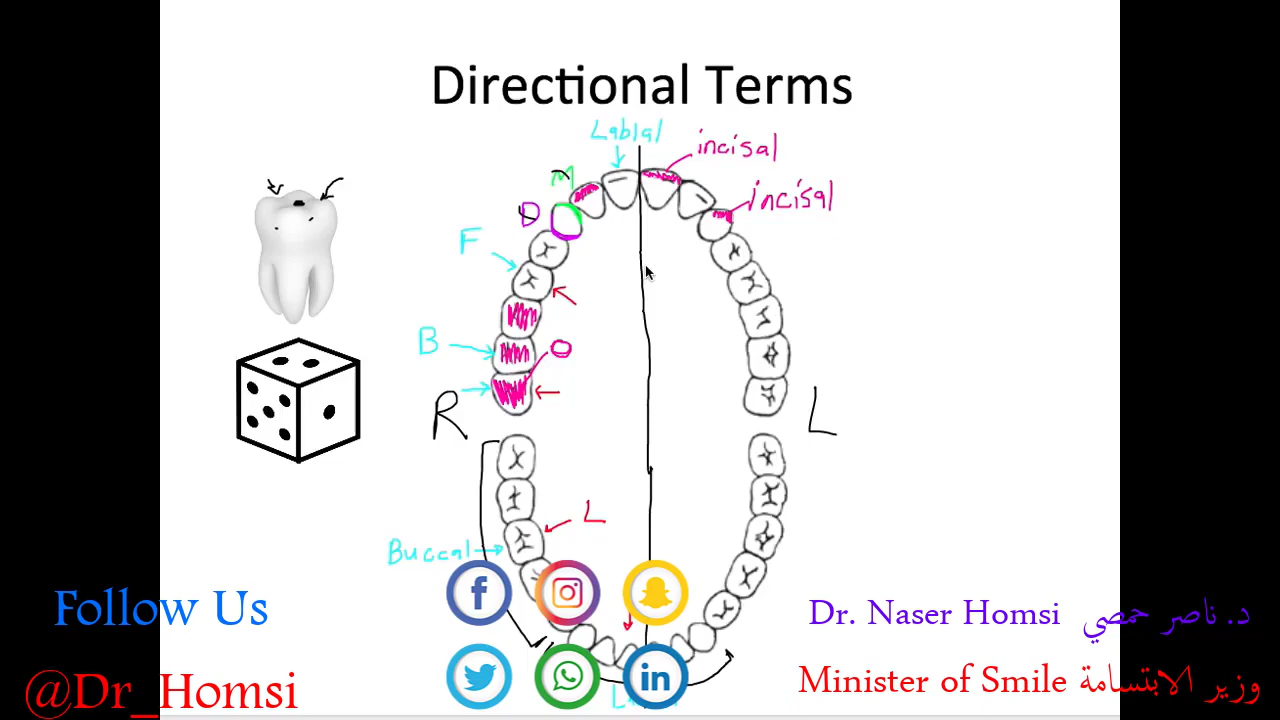 Directional Terms
Labial
incisal
M
incisal
D
F
B
O
R
L
L
Buccal
f
in
Follow Us
Dr. Naser Homsi د. ناصر حمصي
@Dr_Homsi
Minister of Smile وزير الابتسامة